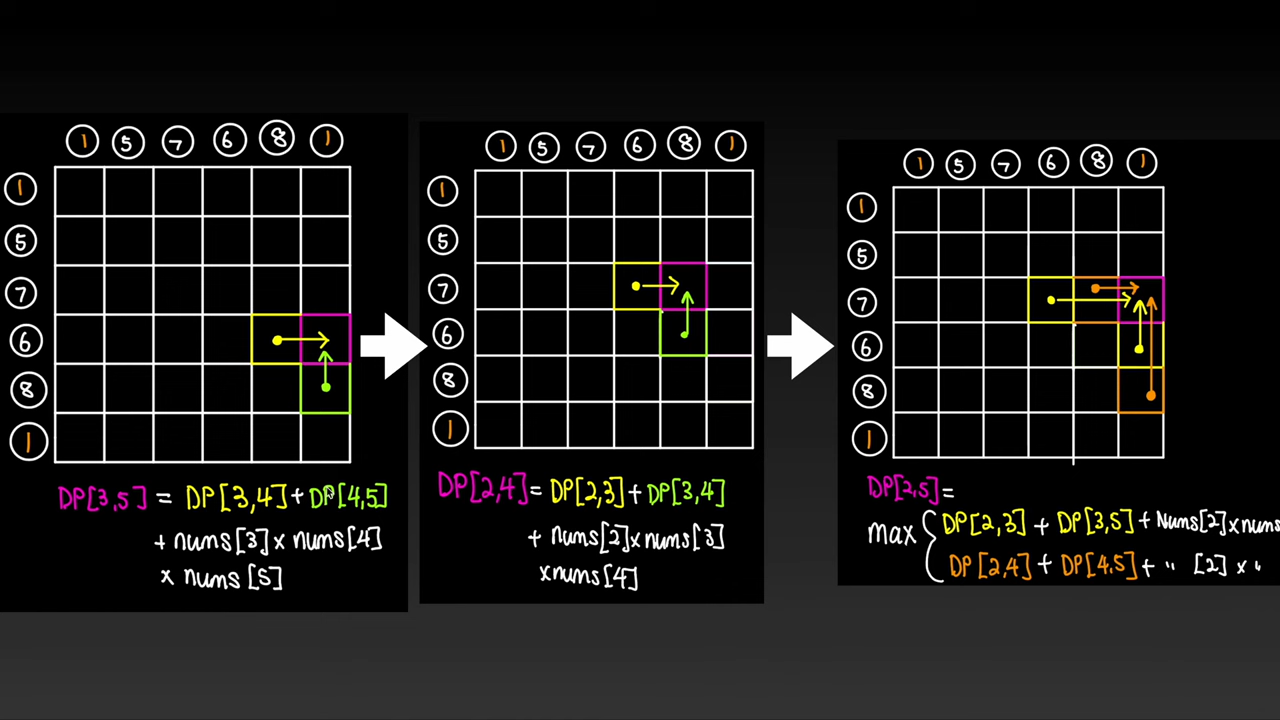 1 5 7 6 8 1
1
5
7
6
8
1
DP[3,5] = DP[3,4] + DP[4,5]
+ nums[3] x nums[4]
x nums[5]
1 5 7 6 8 1
1
5
7
6
8
1
DP[2,4] = DP[2,3] + DP[3,4]
+ nums[2] x nums[3]
x nums[4]
1 5 7 6 8 1
1
5
7
6
8
1
DP[2,5] =
max { DP[2,3] + DP[3,5] + Nums[2] x nums
DP[2,4] + DP[4,5] + " [2] x "